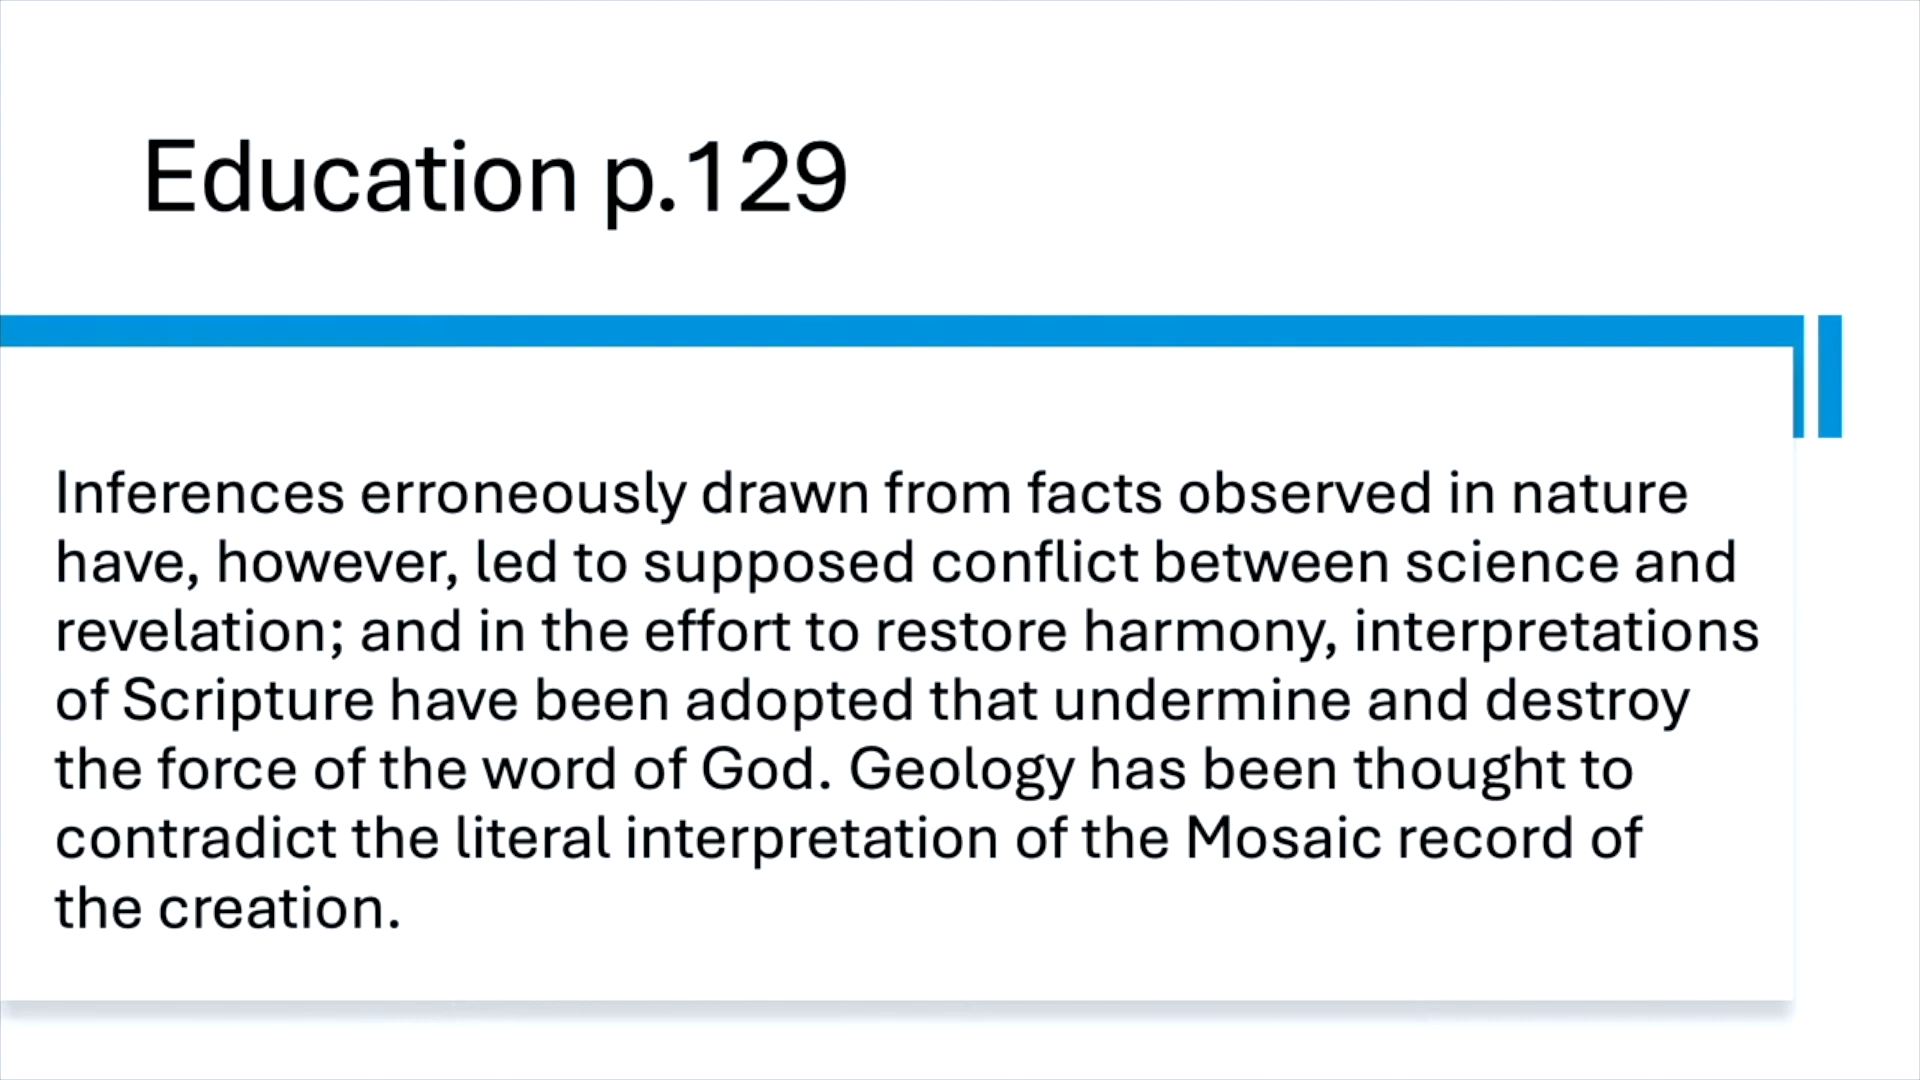 Education p.129
Inferences erroneously drawn from facts observed in nature
have, however, led to supposed conflict between science and
revelation; and in the effort to restore harmony, interpretations
of Scripture have been adopted that undermine and destroy
the force of the word of God. Geology has been thought to
contradict the literal interpretation of the Mosaic record of
the creation.